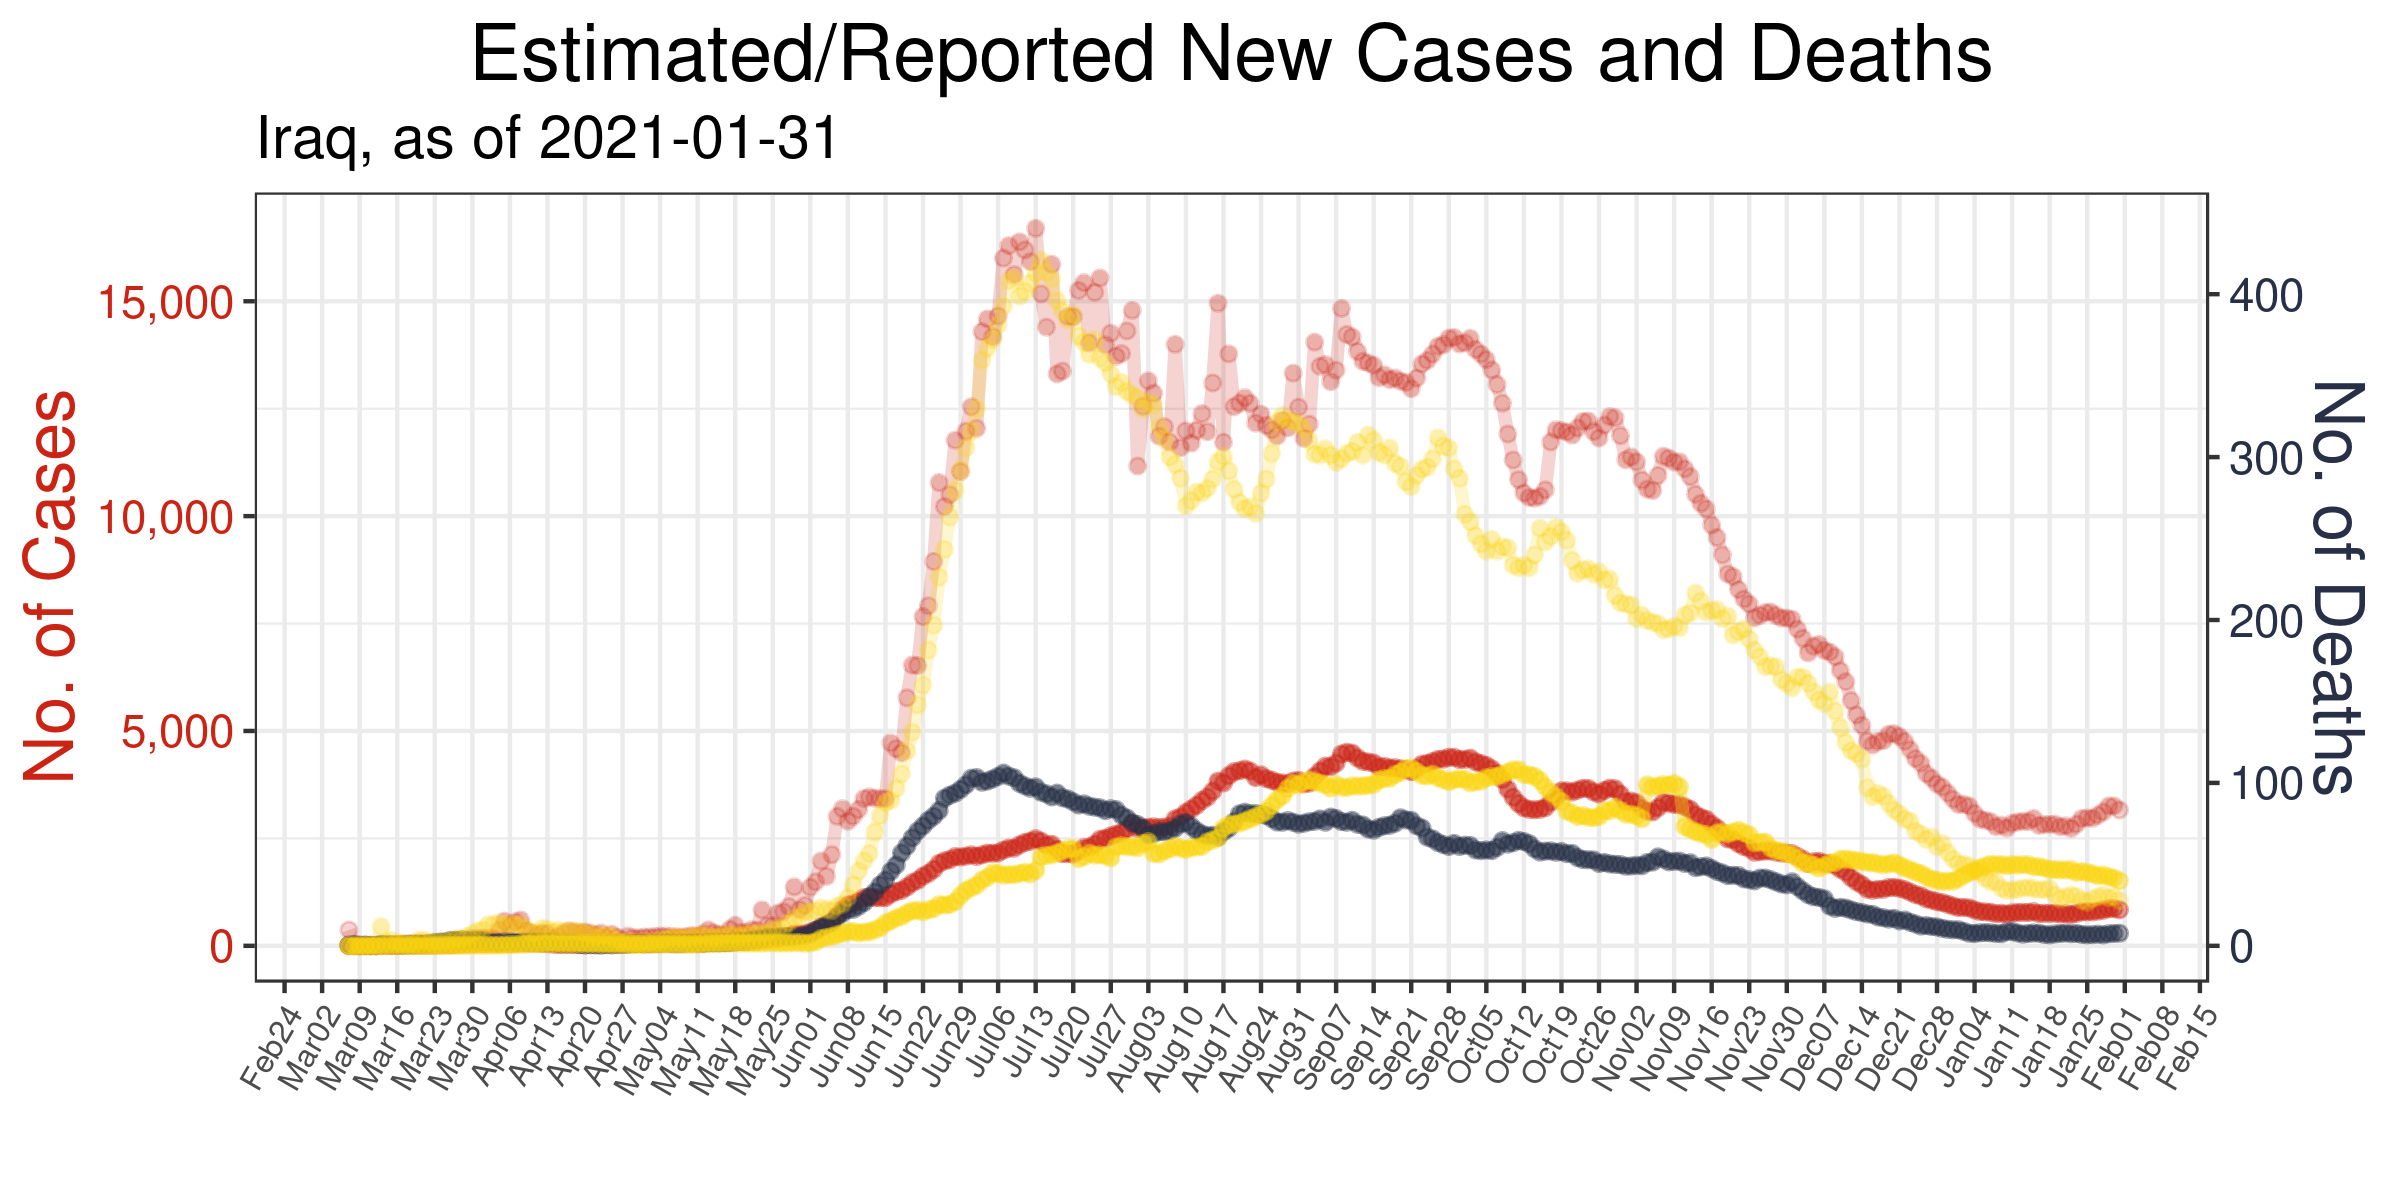 Estimated/Reported New Cases and Deaths
Iraq, as of 2021-01-31
No. of Cases
15,000
10,000
5,000
0
400
300
200
100
0
No. of Deaths
Feb24
Mar02
Mar09
Mar16
Mar23
Mar30
Apr06
Apr13
Apr20
Apr27
May04
May11
May18
May25
Jun01
Jun08
Jun15
Jun22
Jun29
Jul06
Jul13
Jul20
Jul27
Aug03
Aug10
Aug17
Aug24
Aug31
Sep07
Sep14
Sep21
Sep28
Oct05
Oct12
Oct19
Oct26
Nov02
Nov09
Nov16
Nov23
Nov30
Nov07
Dec14
Dec21
Dec28
Dec04
Jan11
Jan18
Jan25
Feb01
Feb08
Feb15